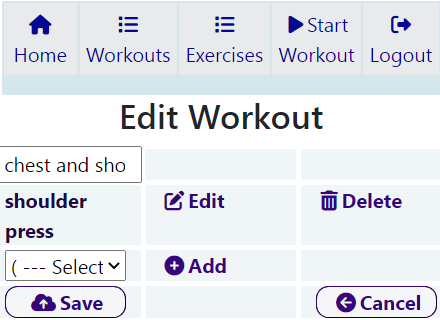 Home Workouts Exercises Start Workout Logout
Edit Workout
chest and sho
shoulder press Edit Delete
( --- Select Add
Save Cancel